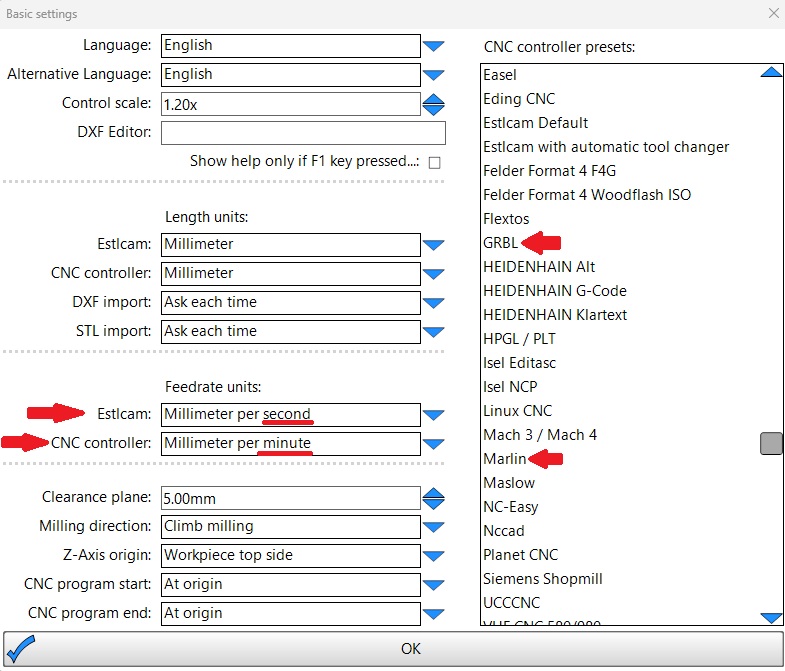 Basic settings
Language: English
Alternative Language: English
Control scale: 1.20x
DXF Editor:
Show help only if F1 key pressed...:
Length units:
Estlcam: Millimeter
CNC controller: Millimeter
DXF import: Ask each time
STL import: Ask each time
Feedrate units:
Estlcam: Millimeter per second
CNC controller: Millimeter per minute
Clearance plane: 5.00mm
Milling direction: Climb milling
Z-Axis origin: Workpiece top side
CNC program start: At origin
CNC program end: At origin
CNC controller presets:
Easel
Eding CNC
Estlcam Default
Estlcam with automatic tool changer
Felder Format 4 F4G
Felder Format 4 Woodflash ISO
Flextos
GRBL
HEIDENHAIN Alt
HEIDENHAIN G-Code
HEIDENHAIN Klartext
HPGL / PLT
Isel Editasc
Isel NCP
Linux CNC
Mach 3 / Mach 4
Marlin
Maslow
NC-Easy
Nccad
Planet CNC
Siemens Shopmill
UCCCNC
OK